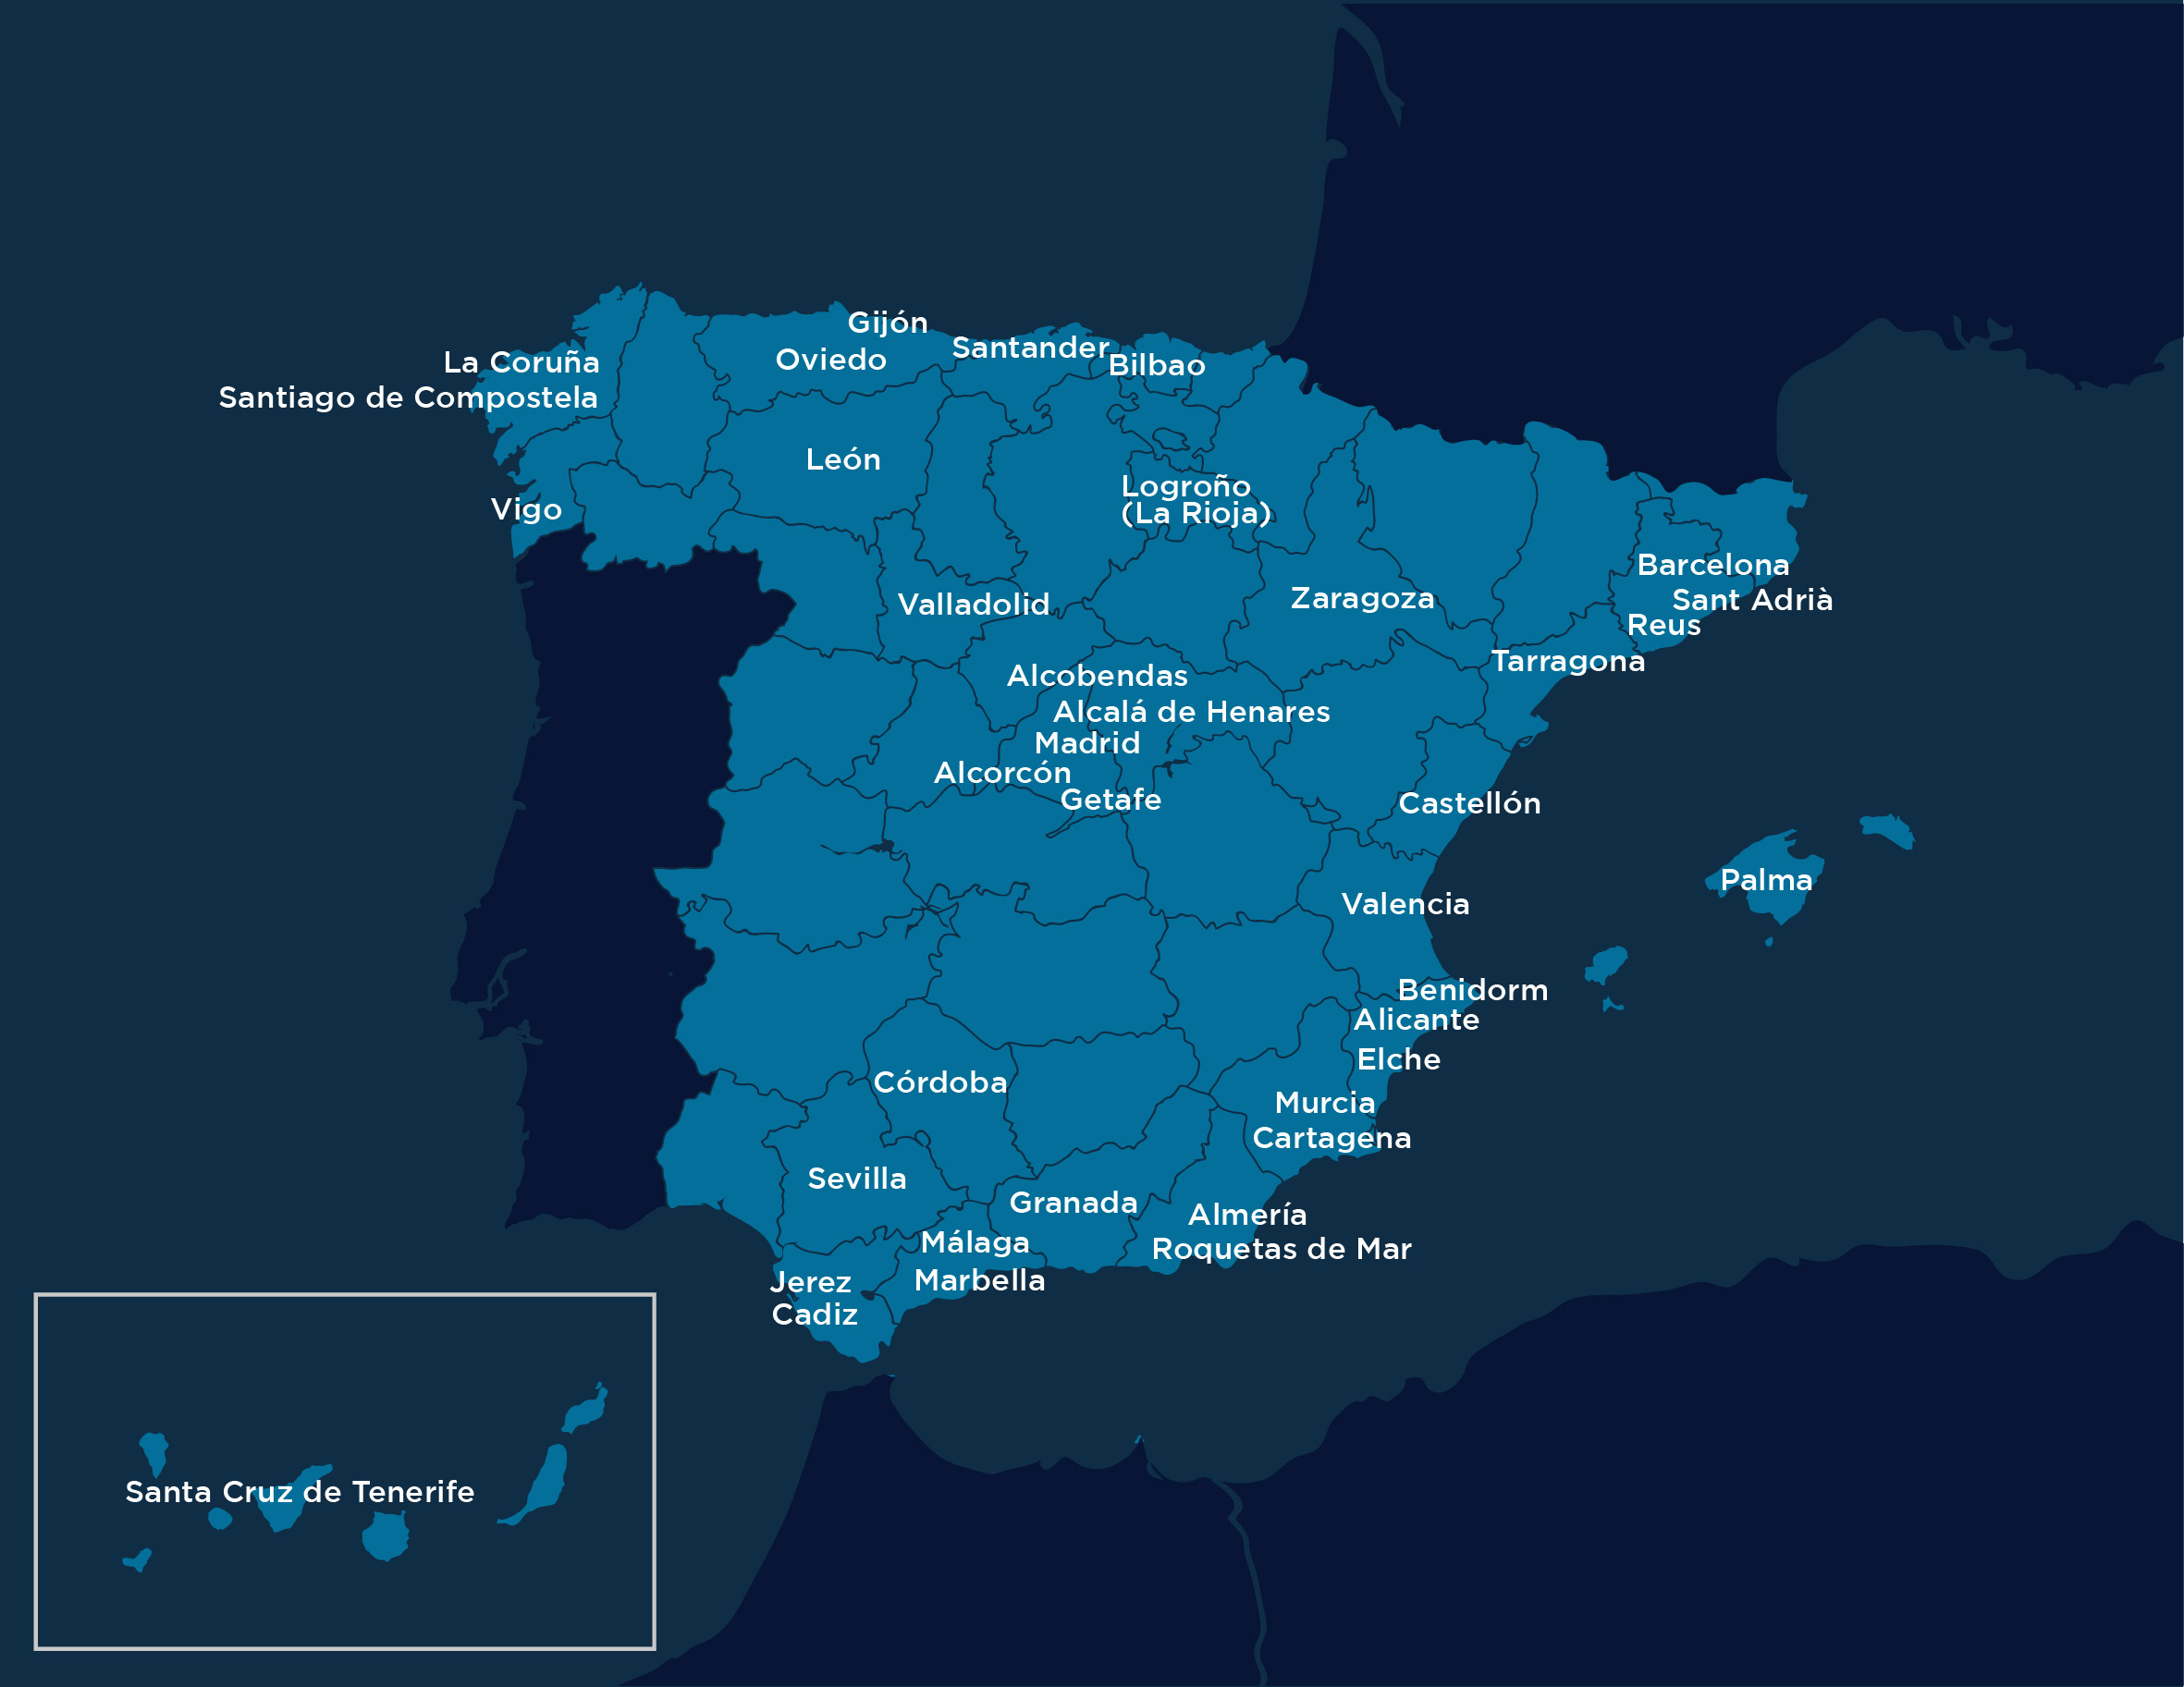 Gijón
Santander
Oviedo
Bilbao
La Coruña
Santiago de Compostela
León
Logroño
(La Rioja)
Vigo
Barcelona
Zaragoza
Sant Adrià
Valladolid
Reus
Tarragona
Alcobendas
Alcalá de Henares
Madrid
Alcorcón
Getafe
Castellón
Palma
Valencia
Benidorm
Alicante
Elche
Córdoba
Murcia
Cartagena
Sevilla
Granada
Almería
Málaga
Roquetas de Mar
Marbella
Jerez
Cadiz
Santa Cruz de Tenerife